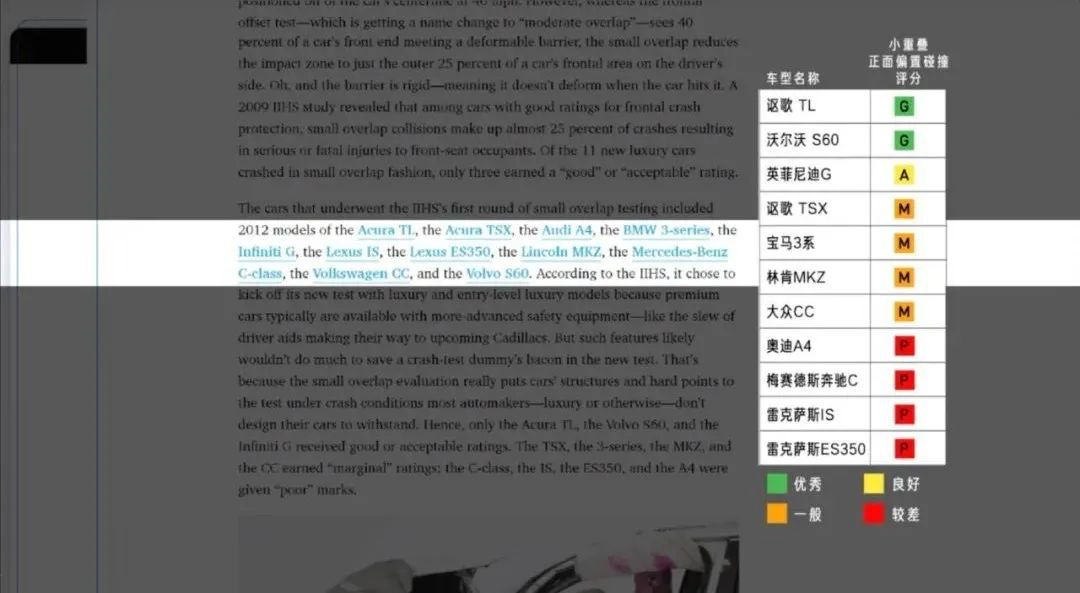 positioned off of the car's centerline at 40 mph. However, whereas the frontal
offset test—which is getting a name change to “moderate overlap”—sees 40
percent of a car's front end meeting a deformable barrier, the small overlap reduces
the impact zone to just the outer 25 percent of a car's frontal area on the driver's
side. Oh, and the barrier is rigid—meaning it doesn't deform when the car hits it. A
2009 IIHS study revealed that among cars with good ratings for frontal crash
protection, small overlap collisions make up almost 25 percent of crashes resulting
in serious or fatal injuries to front-seat occupants. Of the 11 new luxury cars
crashed in small overlap fashion, only three earned a “good” or “acceptable” rating.
The cars that underwent the IIHS's first round of small overlap testing included
2012 models of the Acura TL, the Acura TSX, the Audi A4, the BMW 3-series, the
Infiniti G, the Lexus IS, the Lexus ES350, the Lincoln MKZ, the Mercedes-Benz
C-class, the Volkswagen CC, and the Volvo S60. According to the IIHS, it chose to
kick off its new test with luxury and entry-level luxury models because premium
cars typically are available with more-advanced safety equipment—like the slew of
driver aids making their way to upcoming Cadillacs. But such features likely
wouldn't do much to save a crash-test dummy's bacon in the new test. That's
because the small overlap evaluation really puts cars' structures and hard points to
the test under crash conditions most automakers—luxury or otherwise—don't
design their cars to withstand. Hence, only the Acura TL, the Volvo S60, and the
Infiniti G received good or acceptable ratings. The TSX, the 3-series, the MKZ, and
the CC earned “marginal” ratings; the C-class, the IS, the ES350, and the A4 were
given “poor” marks.
小重叠
正面偏置碰撞
车型名称 评分
讴歌 TL G
沃尔沃 S60 G
英菲尼迪G A
讴歌 TSX M
宝马3系 M
林肯MKZ M
大众CC M
奥迪A4 P
梅赛德斯奔驰C P
雷克萨斯IS P
雷克萨斯ES350 P
优秀 良好
一般 较差